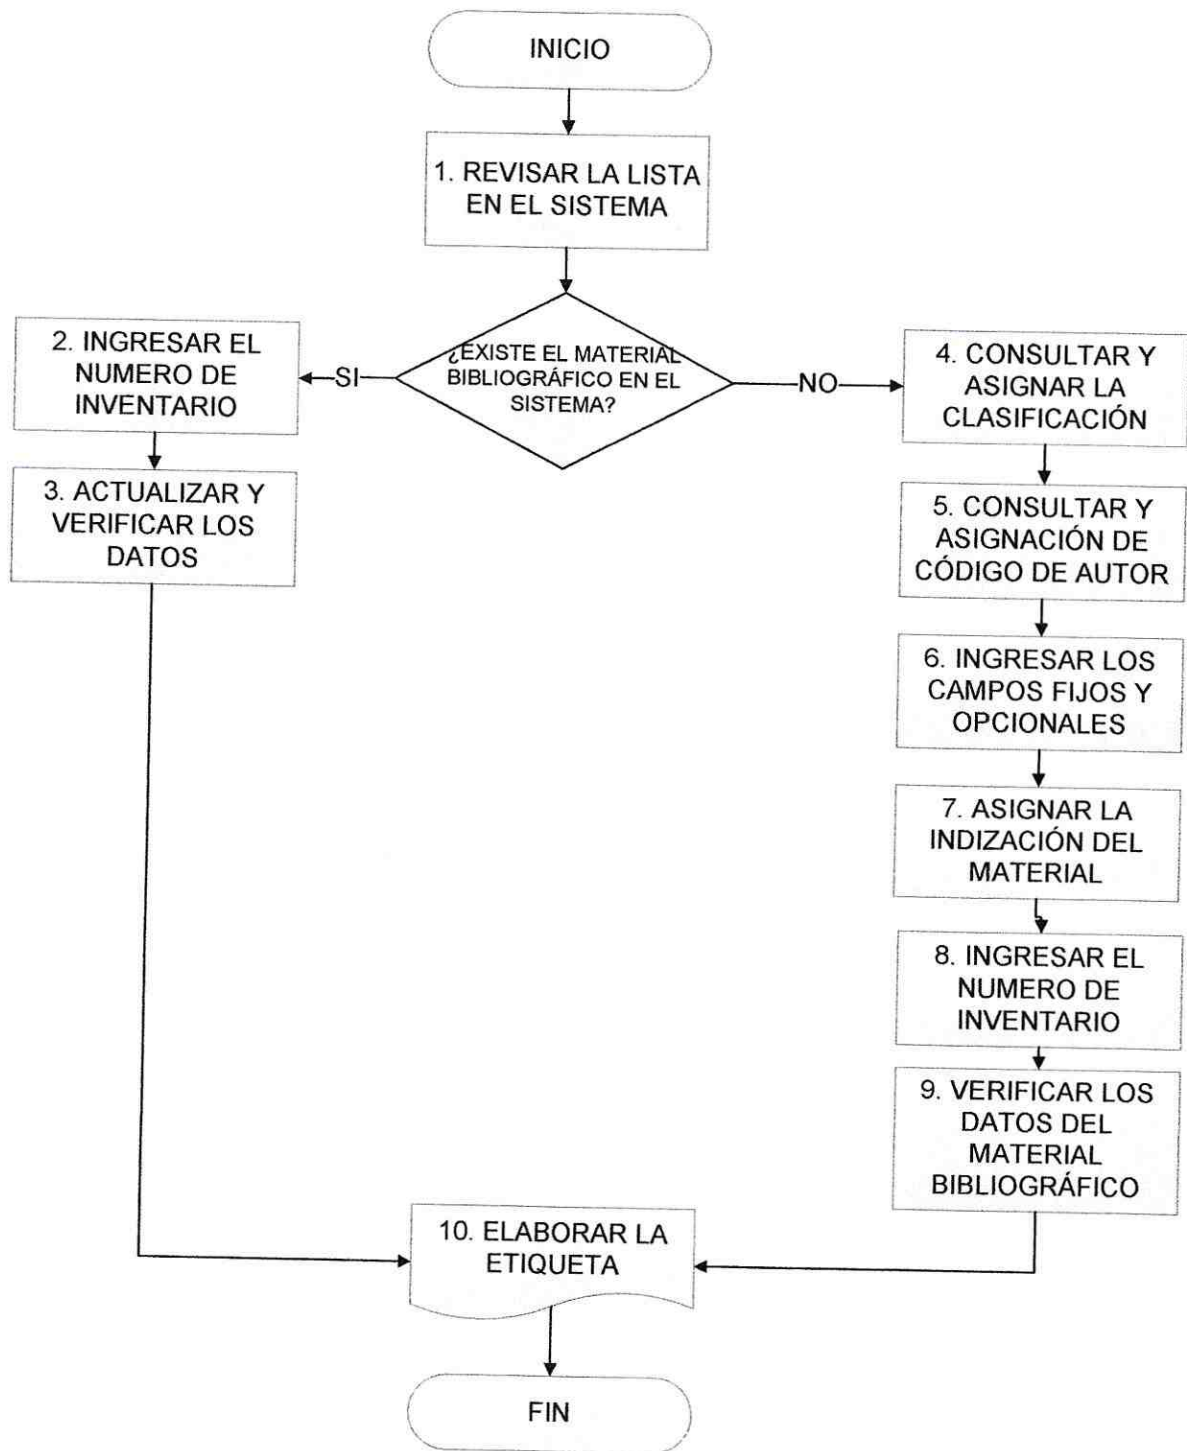 INICIO
1. REVISAR LA LISTA
EN EL SISTEMA
¿EXISTE EL MATERIAL
BIBLIOGRÁFICO EN EL
SISTEMA?
SI
NO
2. INGRESAR EL
NUMERO DE
INVENTARIO
3. ACTUALIZAR Y
VERIFICAR LOS
DATOS
4. CONSULTAR Y
ASIGNAR LA
CLASIFICACIÓN
5. CONSULTAR Y
ASIGNACIÓN DE
CÓDIGO DE AUTOR
6. INGRESAR LOS
CAMPOS FIJOS Y
OPCIONALES
7. ASIGNAR LA
INDIZACIÓN DEL
MATERIAL
8. INGRESAR EL
NUMERO DE
INVENTARIO
9. VERIFICAR LOS
DATOS DEL
MATERIAL
BIBLIOGRÁFICO
10. ELABORAR LA
ETIQUETA
FIN